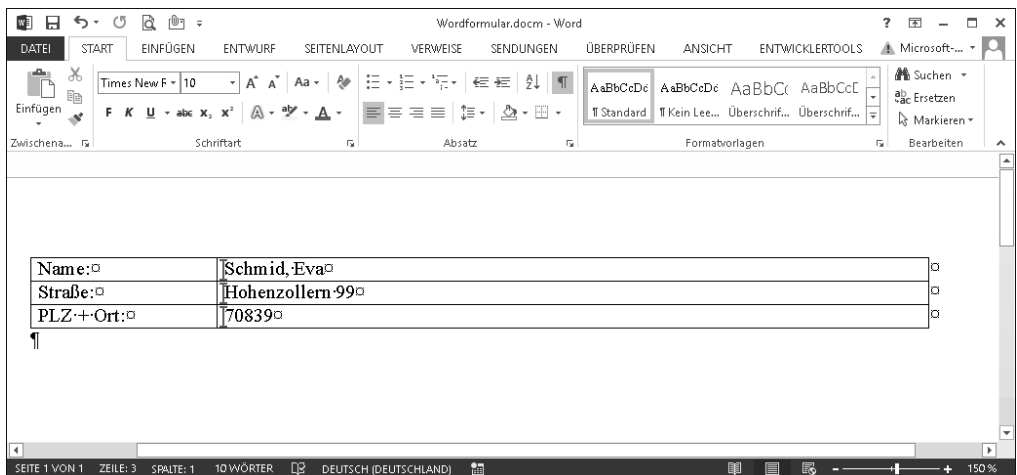 Wordformular.docm - Word
DATEI START EINFÜGEN ENTWURF SEITENLAYOUT VERWEISE SENDUNGEN ÜBERPRÜFEN ANSICHT ENTWICKLERTOOLS Microsoft-...
Einfügen
Times New F 10 A A Aa
F K U abc x₂ x² A aby A
AaBbCcDc AaBbCcDc AaBbCc AaBbCcE
¶ Standard ¶ Kein Lee... Überschrif... Überschrif...
Suchen
Ersetzen
Markieren
Zwischena... Schriftart Absatz Formatvorlagen Bearbeiten
Name:¤ Schmid,·Eva¤ ¤
Straße:¤ Hohenzollern·99¤ ¤
PLZ·+·Ort:¤ 70839¤ ¤
¶
SEITE 1 VON 1 ZEILE: 3 SPALTE: 1 10 WÖRTER DEUTSCH (DEUTSCHLAND) 150 %